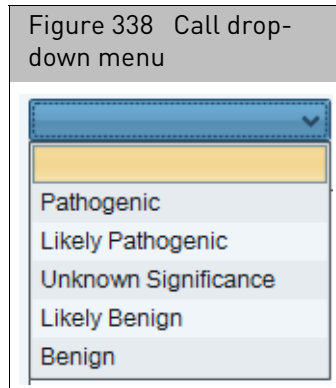 Figure 338 Call drop-
down menu
Pathogenic
Likely Pathogenic
Unknown Significance
Likely Benign
Benign